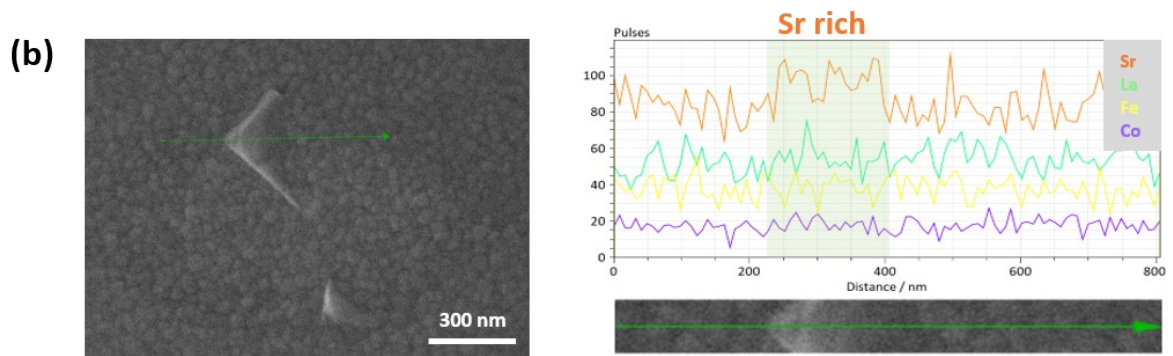 (b)
300 nm
Sr rich
Pulses
100
80
60
40
20
0
Sr
La
Fe
Co
0 200 400 600 800
Distance / nm